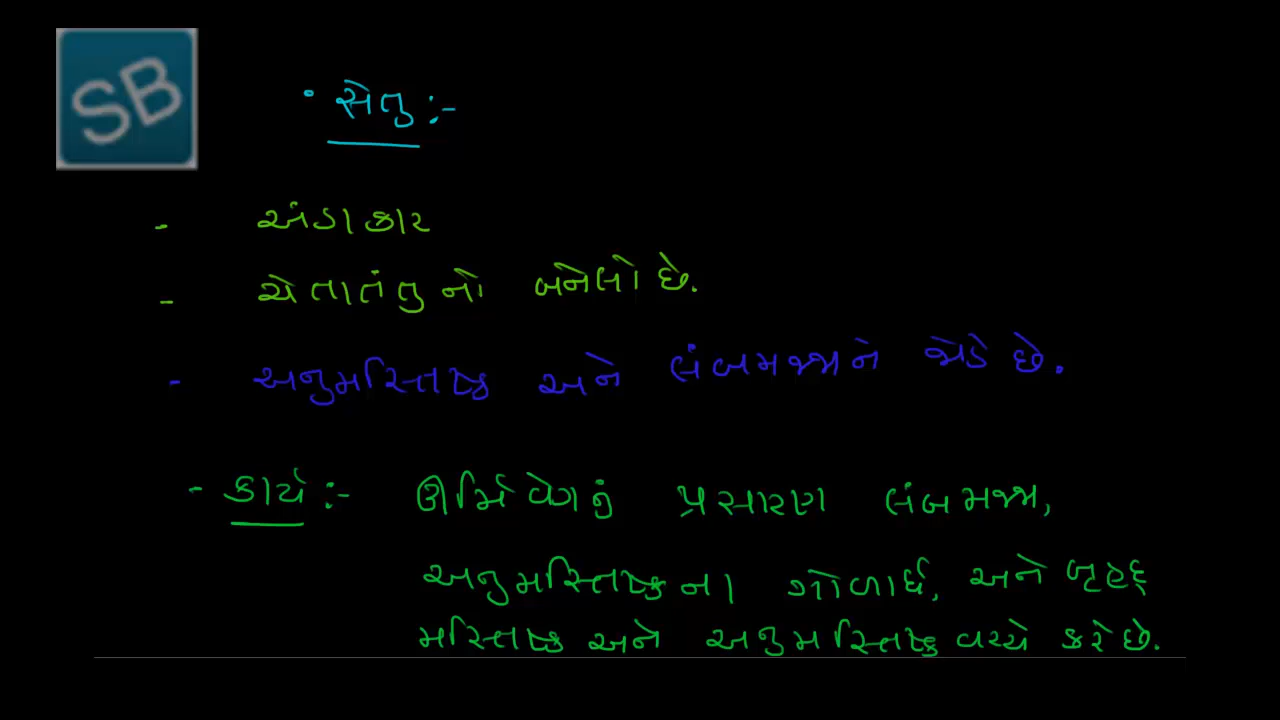 SB
• સેતુ :-
- અંડાકાર
- ચેતાતંતુનો બનેલો છે.
- અનુમસ્તિષ્ક અને લંબમજ્જાને જોડે છે.
- કાર્ય :- ઊર્મિવેગનું પ્રસારણ લંબમજ્જા,
અનુમસ્તિષ્કના ગોળાર્ધ, અને બૃહદ્
મસ્તિષ્ક અને અનુમસ્તિષ્ક વચ્ચે કરે છે.